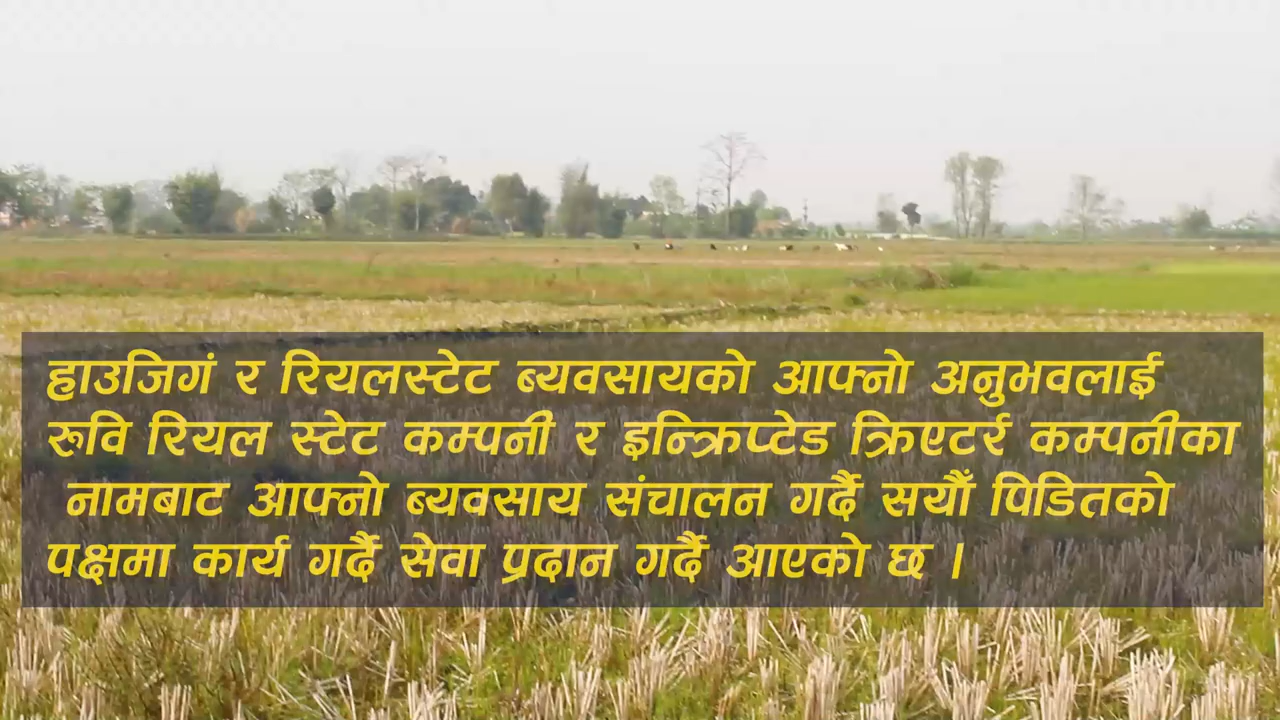 हाउजिगं र रियलस्टेट ब्यवसायको आफ्नो अनुभवलाई
रूवि रियल स्टेट कम्पनी र इन्क्रिप्टेड क्रिएटर्र कम्पनीका
नामबाट आफ्नो ब्यवसाय संचालन गर्दै सयौँ पिडितको
पक्षमा कार्य गर्दै सेवा प्रदान गर्दै आएको छ ।